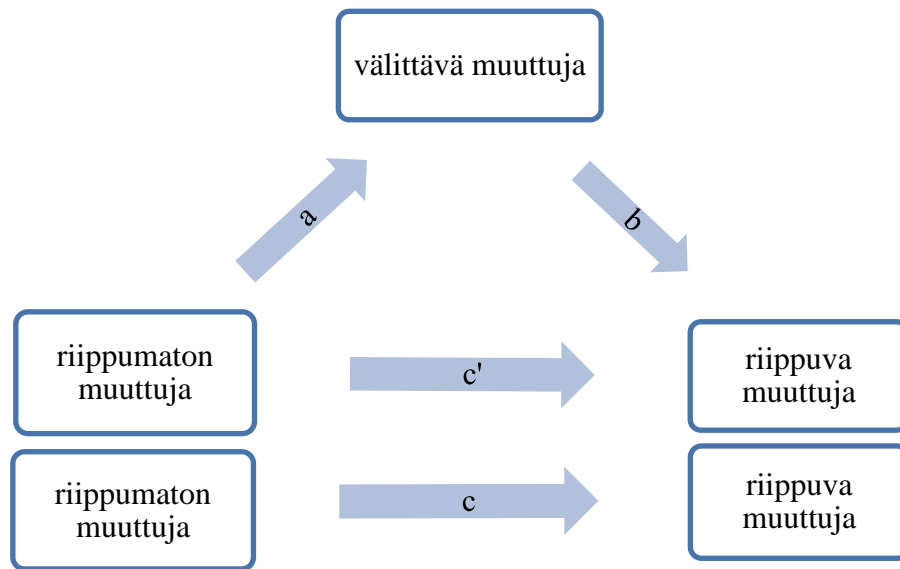 välittävä muuttuja
a
b
riippumaton
muuttuja
c'
riippuva
muuttuja
riippumaton
muuttuja
c
riippuva
muuttuja